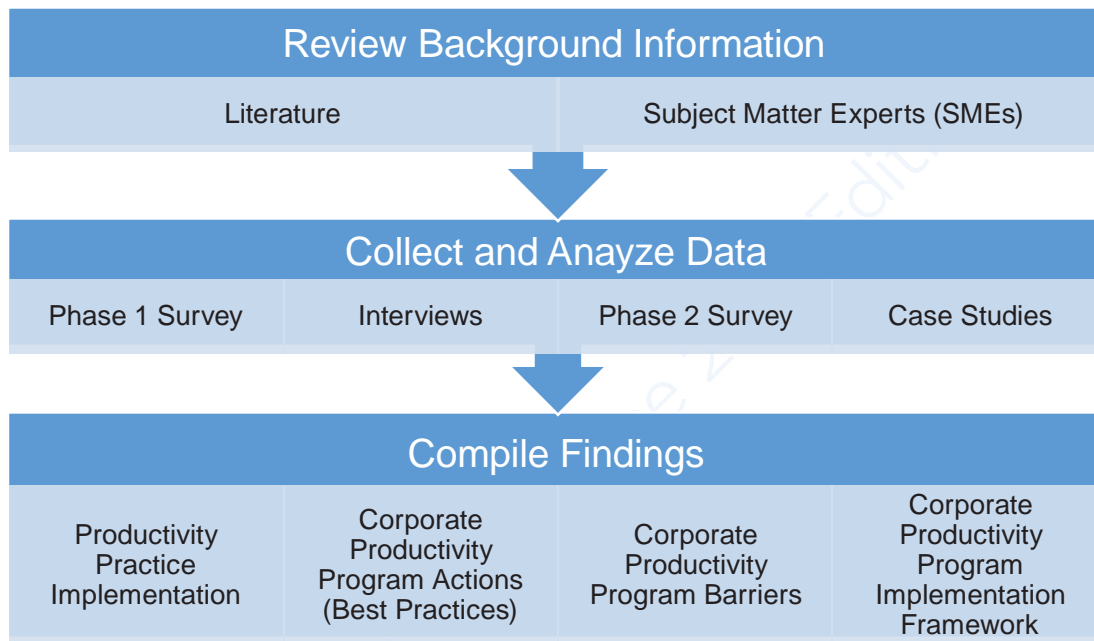 Review Background Information
Literature
Subject Matter Experts (SMEs)
Collect and Anayze Data
Phase 1 Survey
Interviews
Phase 2 Survey
Case Studies
Compile Findings
Productivity
Practice
Implementation
Corporate
Productivity
Program Actions
(Best Practices)
Corporate
Productivity
Program Barriers
Corporate
Productivity
Program
Implementation
Framework